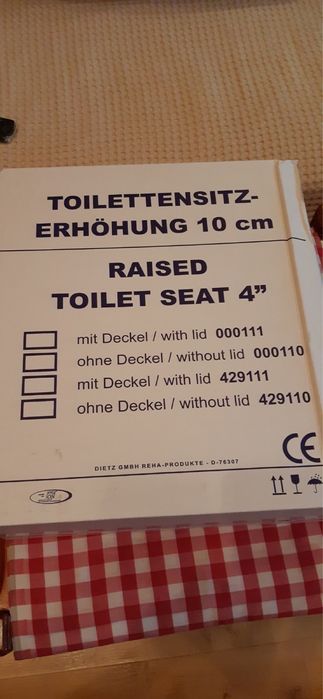 TOILETTENSITZ-
ERHÖHUNG 10 cm
RAISED
TOILET SEAT 4”
mit Deckel / with lid 000111
ohne Deckel / without lid 000110
mit Deckel / with lid 429111
ohne Deckel / without lid 429110
CE
DIETZ GMBH REHA-PRODUKTE - D-76307